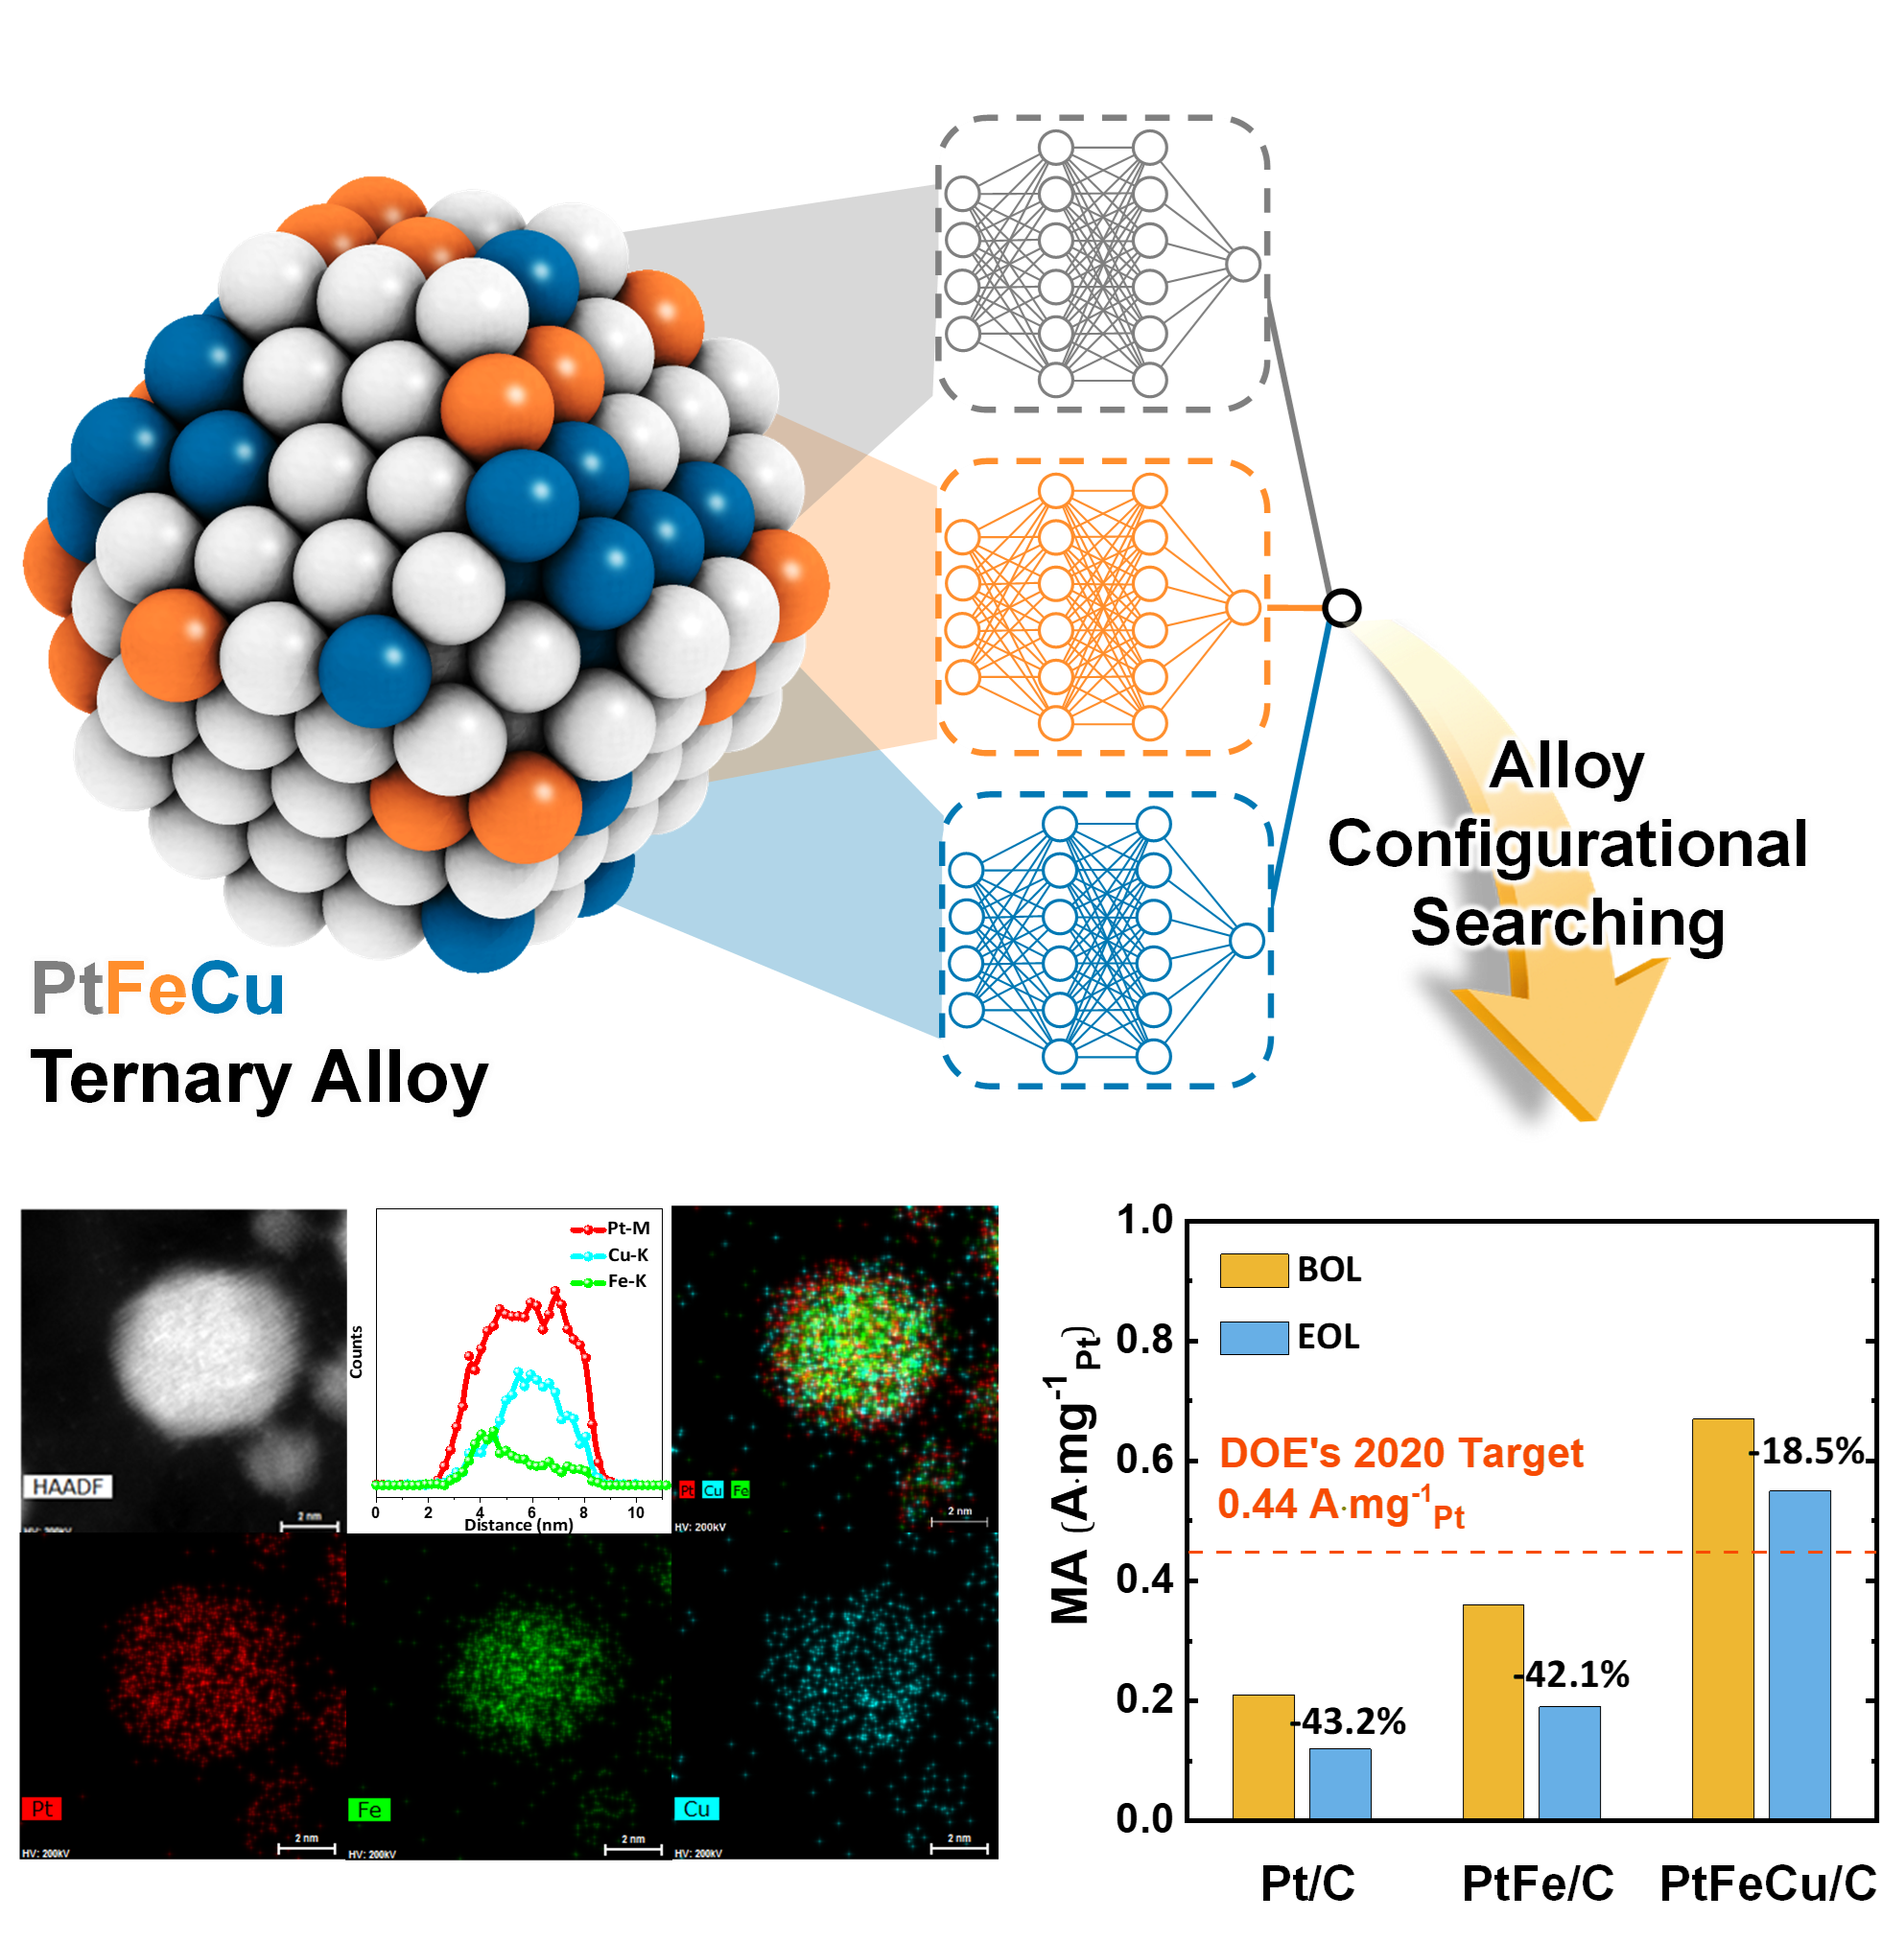 PtFeCu
Ternary Alloy
Alloy
Configurational
Searching
HAADF
HV: 200kV
2 nm
Counts
Pt-M
Cu-K
Fe-K
0 2 4 6 8 10
Distance (nm)
Pt Cu Fe
HV: 200kV
2 nm
Pt
HV: 200kV
2 nm
Fe
HV: 200kV
2 nm
Cu
HV: 200kV
2 nm
MA (A·mg⁻¹Pt)
1.0
0.8
0.6
0.4
0.2
0.0
BOL
EOL
DOE's 2020 Target
0.44 A·mg⁻¹Pt
-43.2%
-42.1%
-18.5%
Pt/C PtFe/C PtFeCu/C